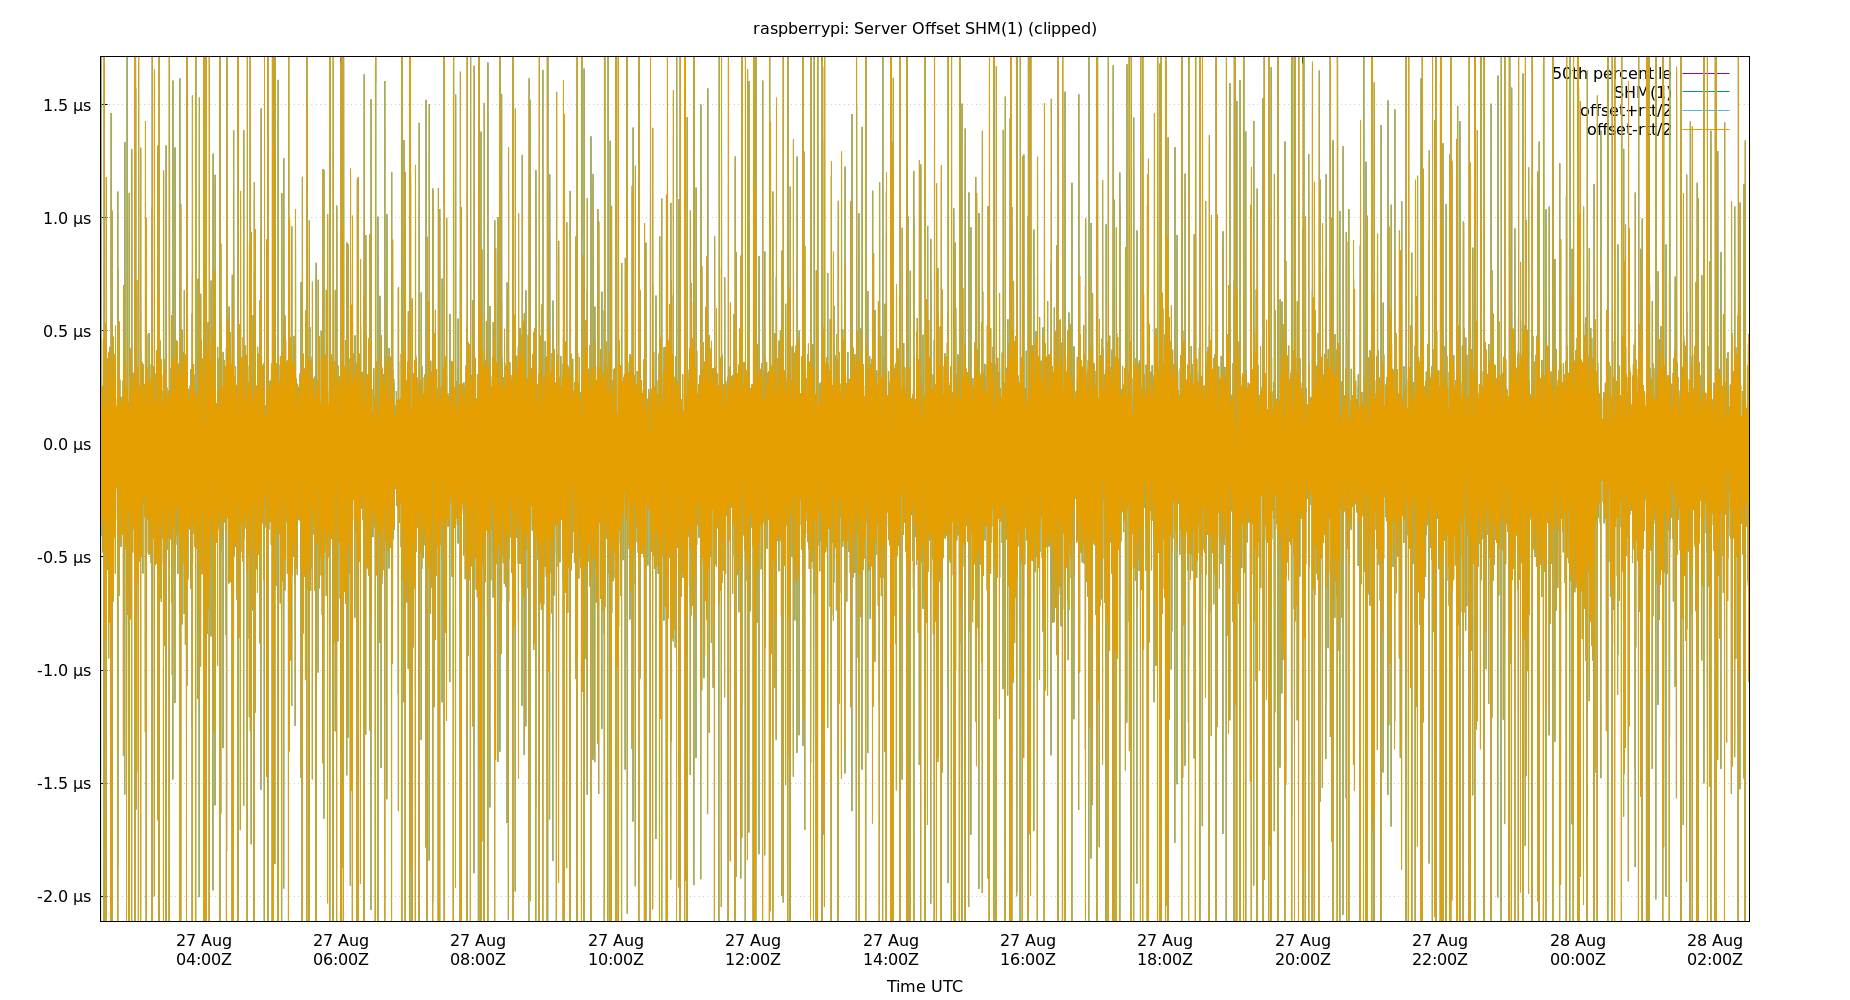 raspberrypi: Server Offset SHM(1) (clipped)
50th percentile
SHM(1)
offset+rtt/2
offset-rtt/2
1.5 µs
1.0 µs
0.5 µs
0.0 µs
-0.5 µs
-1.0 µs
-1.5 µs
-2.0 µs
27 Aug 27 Aug 27 Aug 27 Aug 27 Aug 27 Aug 27 Aug 27 Aug 27 Aug 27 Aug 28 Aug 28 Aug
04:00Z 06:00Z 08:00Z 10:00Z 12:00Z 14:00Z 16:00Z 18:00Z 20:00Z 22:00Z 00:00Z 02:00Z
Time UTC